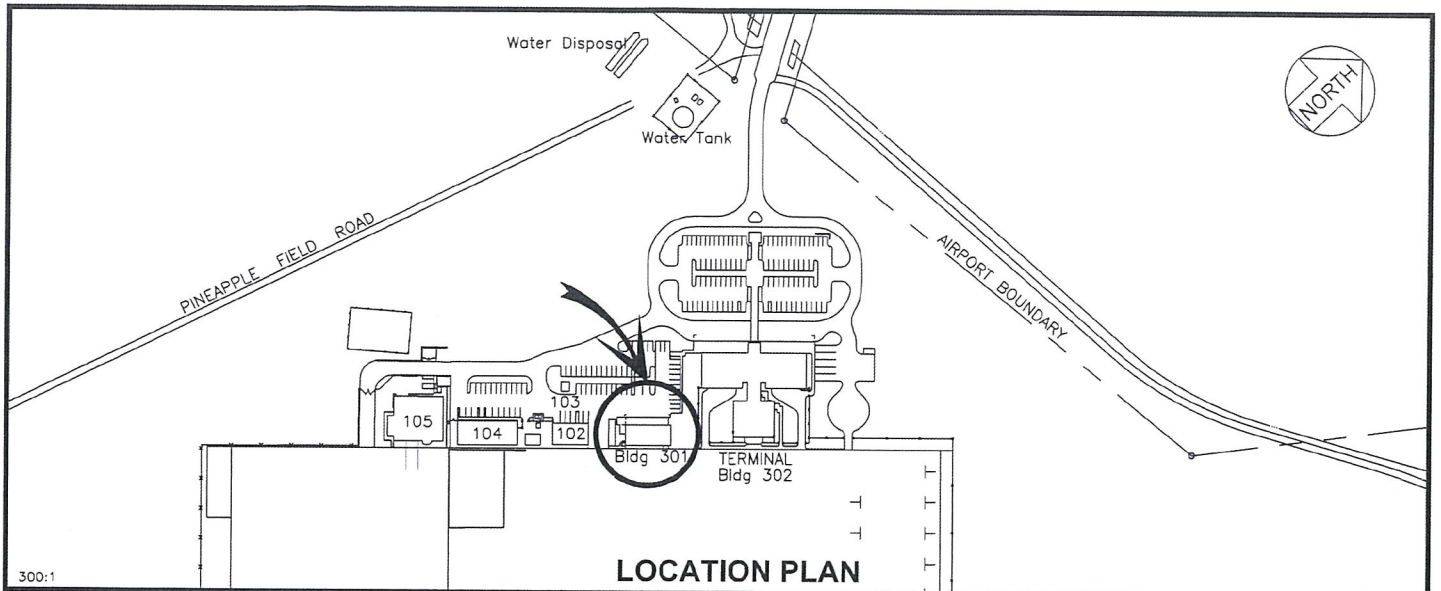 Water Disposal
NORTH
Water Tank
PINEAPPLE FIELD ROAD
AIRPORT BOUNDARY
103
105
104
102
Bldg 301
TERMINAL
Bldg 302
300:1
LOCATION PLAN